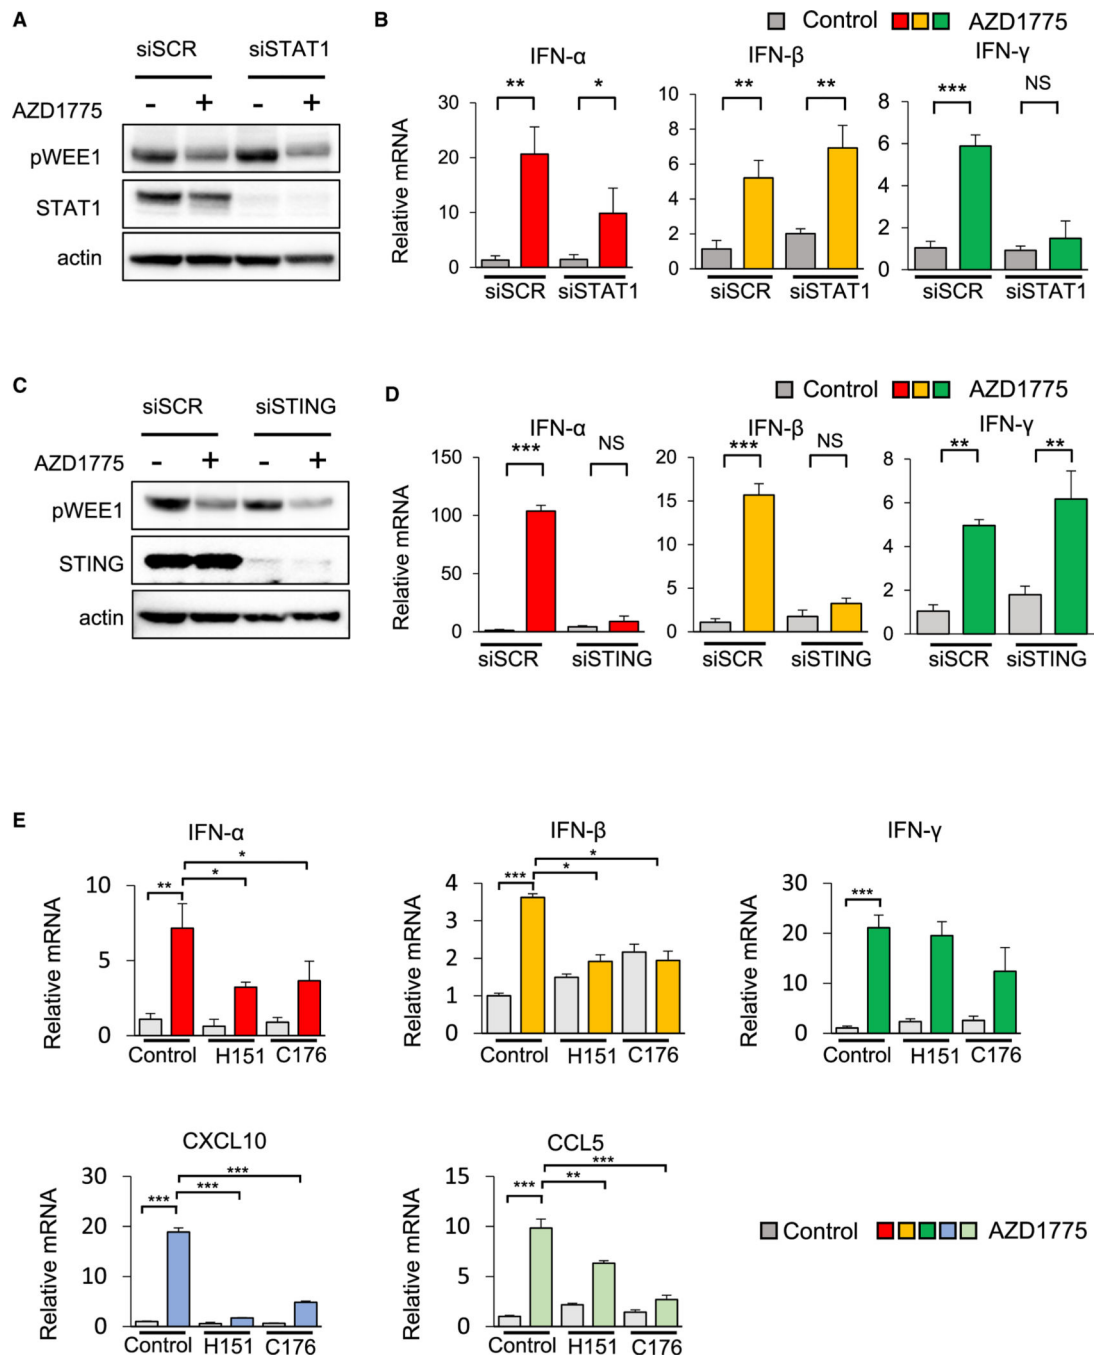 A
siSCR siSTAT1
AZD1775 - + - +
pWEE1
STAT1
actin
B
Control AZD1775
IFN-α IFN-β IFN-γ
** * ** ** *** NS
Relative mRNA
30
20
10
0
10
8
6
4
2
0
8
6
4
2
0
siSCR siSTAT1 siSCR siSTAT1 siSCR siSTAT1
C
siSCR siSTING
AZD1775 - + - +
pWEE1
STING
actin
D
Control AZD1775
IFN-α IFN-β IFN-γ
*** NS *** NS ** **
Relative mRNA
150
100
50
0
20
15
10
5
0
8
6
4
2
0
siSCR siSTING siSCR siSTING siSCR siSTING
E
IFN-α
*
** *
Relative mRNA
10
5
0
Control H151 C176
IFN-β
*
*** *
Relative mRNA
4
3
2
1
0
Control H151 C176
IFN-γ
***
Relative mRNA
30
20
10
0
Control H151 C176
CXCL10
***
*** ***
Relative mRNA
30
20
10
0
Control H151 C176
CCL5
***
*** **
Relative mRNA
15
10
5
0
Control H151 C176
Control AZD1775